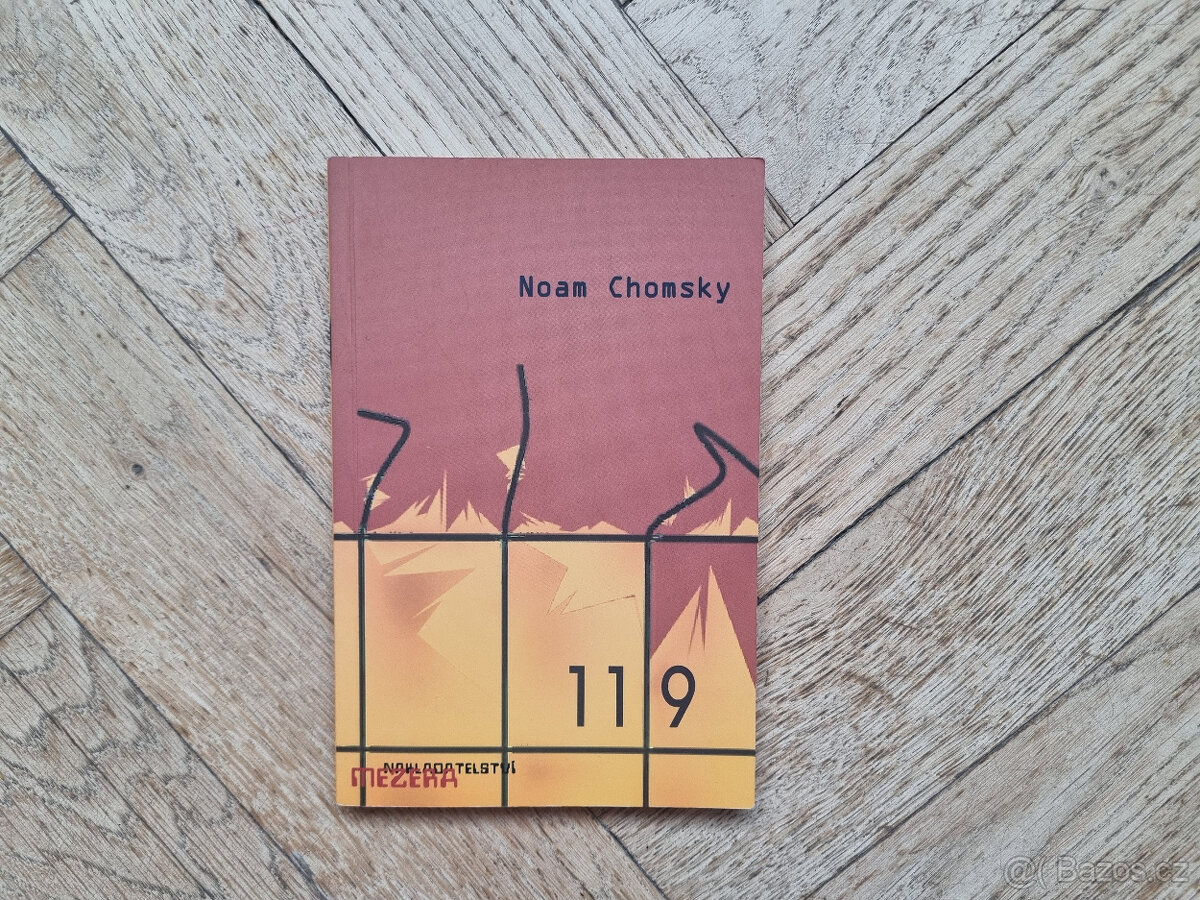 Noam Chomsky
11 9
NAKLADATELSTVÍ
MEZERA
@( Bazos.cz